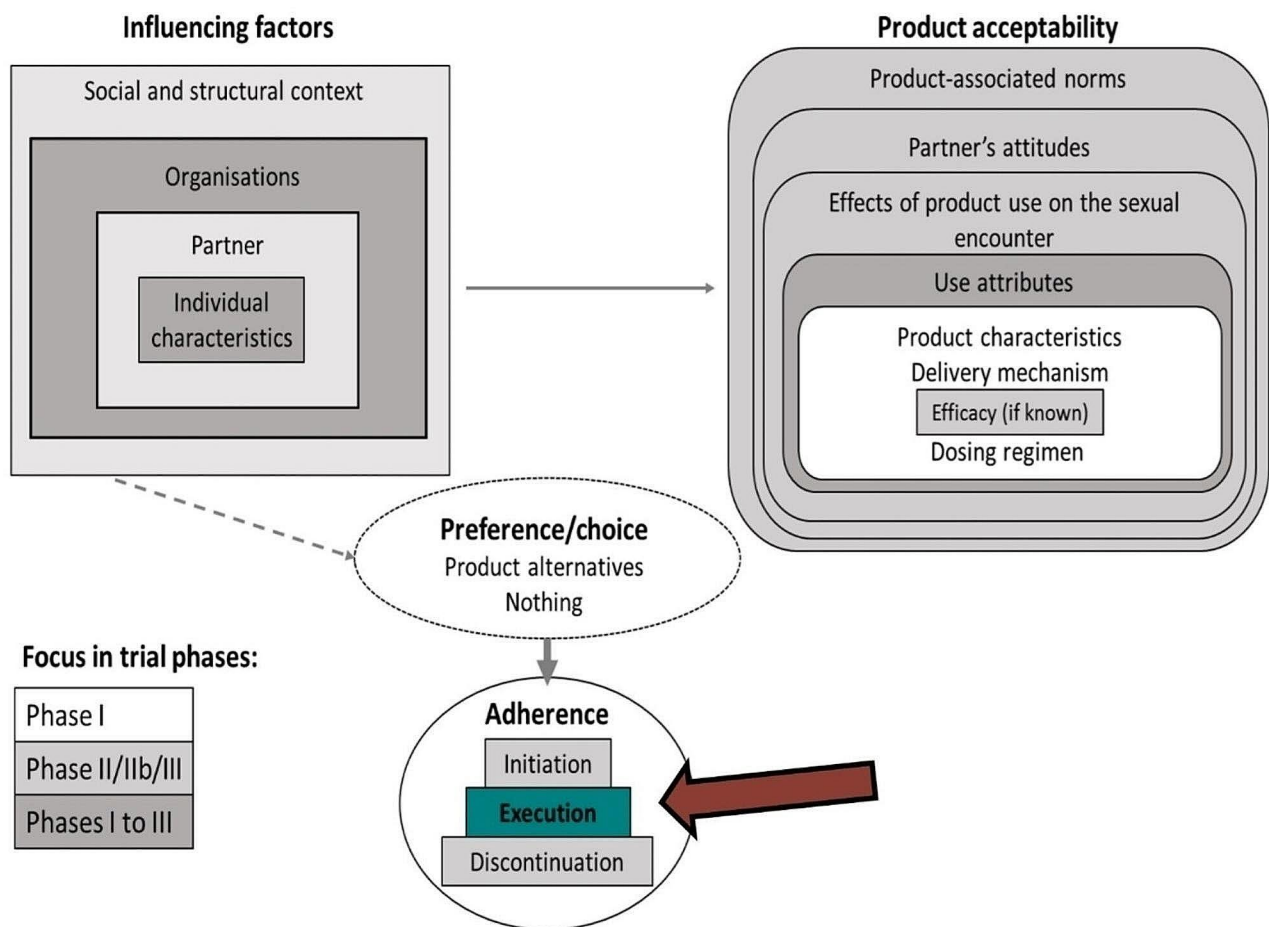 Influencing factors
Social and structural context
Organisations
Partner
Individual
characteristics
Product acceptability
Product-associated norms
Partner’s attitudes
Effects of product use on the sexual
encounter
Use attributes
Product characteristics
Delivery mechanism
Efficacy (if known)
Dosing regimen
Preference/choice
Product alternatives
Nothing
Focus in trial phases:
Phase I
Phase II/IIb/III
Phases I to III
Adherence
Initiation
Execution
Discontinuation